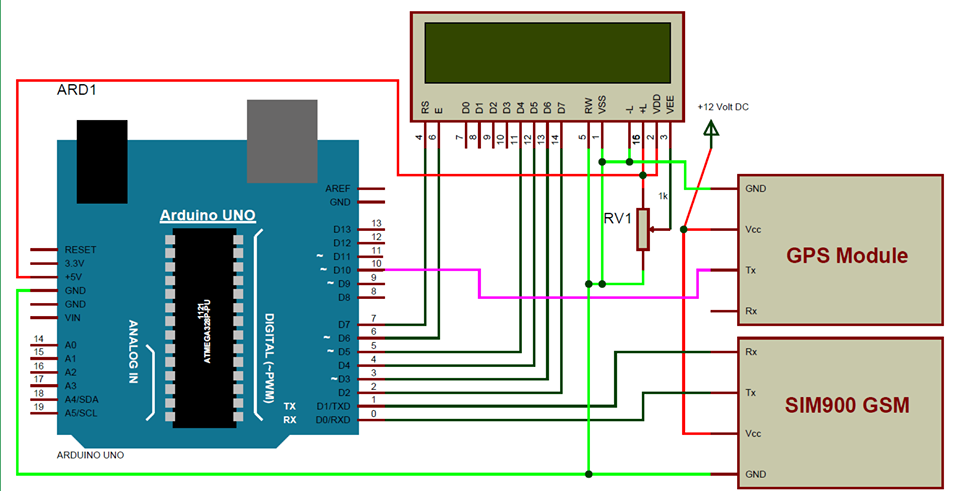 ARD1
ARDUINO UNO
Arduino UNO
1121
ATMEGA328P-PU
ANALOG IN
DIGITAL (~PWM)
TX
RX
RESET
3.3V
+5V
GND
GND
VIN
14 A0
15 A1
16 A2
17 A3
18 A4/SDA
19 A5/SCL
AREF
GND
D13 13
D12 12
~ D11 11
~ D10 10
~ D9 9
D8 8
D7 7
~ D6 6
~ D5 5
D4 4
~ D3 3
D2 2
D1/TXD 1
D0/RXD 0
RS E D0 D1 D2 D3 D4 D5 D6 D7 RW VSS -L +L VDD VEE
4 6 7 8 9 10 11 12 13 14 5 1 16 15 2 3
RV1
1k
+12 Volt DC
GND
Vcc
Tx
Rx
GPS Module
Rx
Tx
Vcc
GND
SIM900 GSM